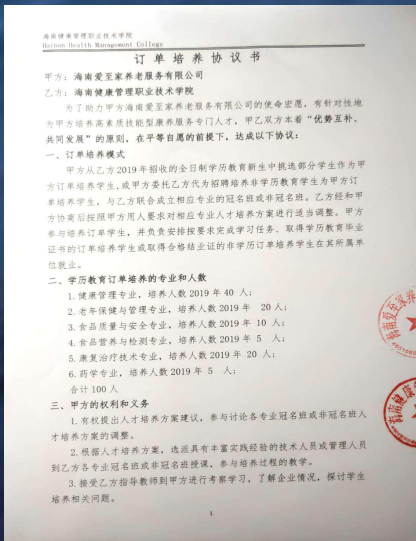 海南健康管理职业技术学院
Hainan Health Management College
订单培养协议书
甲方：海南爱至家养老服务有限公司
乙方：海南健康管理职业技术学院
为了助力甲方海南爱至家养老服务有限公司的使命宏愿，有针对性地
为甲方培养高素质技能型康养服务专门人才，甲乙双方本着“优势互补、
共同发展”的原则，在平等自愿的前提下，达成以下协议：
一、订单培养模式
甲方从乙方2019年招收的全日制学历教育新生中挑选部分学生作为甲
方订单培养学生，或甲方委托乙方代为招聘培养非学历教育学生为甲方订
单培养学生，与乙方联合成立相应专业的冠名班或非冠名班。乙方经和甲
方协商后按照甲方用人要求对相应专业人才培养方案进行适当调整。甲方
参与培养订单学生，并负责安排按要求完成学习任务、取得学历教育毕业
证书的订单培养学生或取得合格结业证的非学历订单培养学生在其所属单
位就业。
二、学历教育订单培养的专业和人数
1.健康管理专业，培养人数2019年40人；
2.老年保健与管理专业，培养人数2019年 20人；
3.食品质量与安全专业，培养人数2019年 10人；
4.食品营养与检测专业，培养人数2019年 5 人；
5.康复治疗技术专业，培养人数2019年 20 人；
6.药学专业，培养人数2019年 5 人；
合计100人
三、甲方的权利和义务
1.有权提出人才培养方案建议，参与讨论各专业冠名班或非冠名班人
才培养方案的调整。
2.根据人才培养方案，选派具有丰富实践经验的技术人员或管理人员
到乙方各专业冠名班或非冠名班授课，参与培养过程的教学。
3.接受乙方指导教师到甲方进行考察学习，了解企业情况，探讨学生
培养相关问题。
1